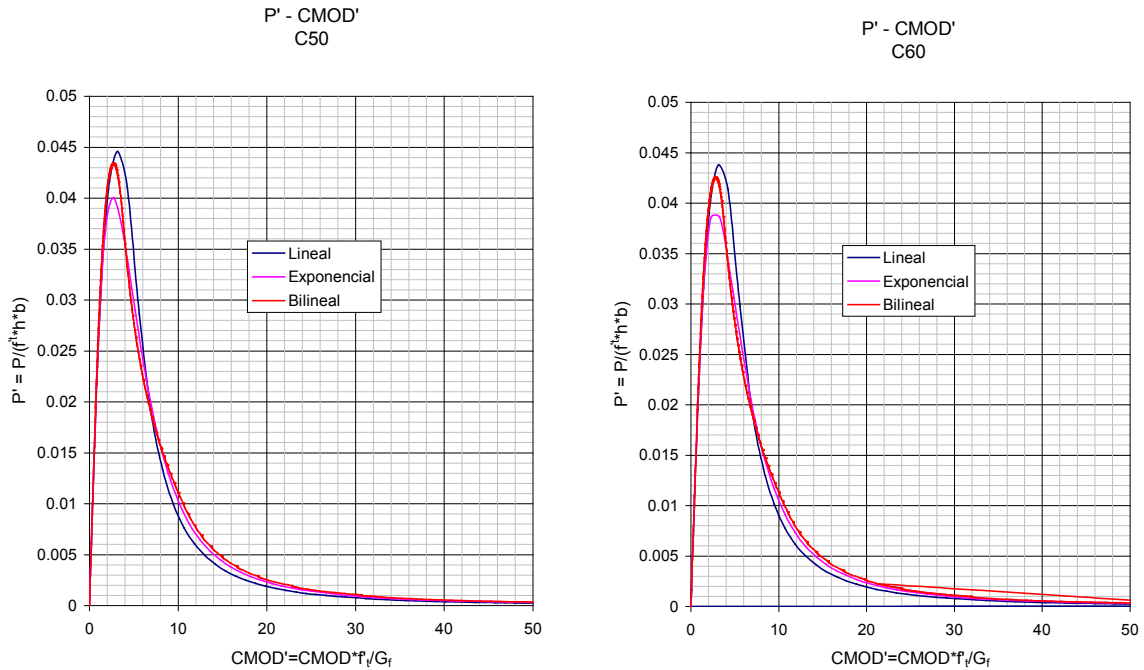 P' - CMOD'
C50
0.05
0.045
0.04
0.035
0.03
0.025
0.02
0.015
0.01
0.005
0
P' = P/(f't*h*b)
Lineal
Exponencial
Bilineal
0 10 20 30 40 50
CMOD'=CMOD*f't/Gf
P' - CMOD'
C60
0.05
0.045
0.04
0.035
0.03
0.025
0.02
0.015
0.01
0.005
0
P' = P/(f't*h*b)
Lineal
Exponencial
Bilineal
0 10 20 30 40 50
CMOD'=CMOD*f't/Gf